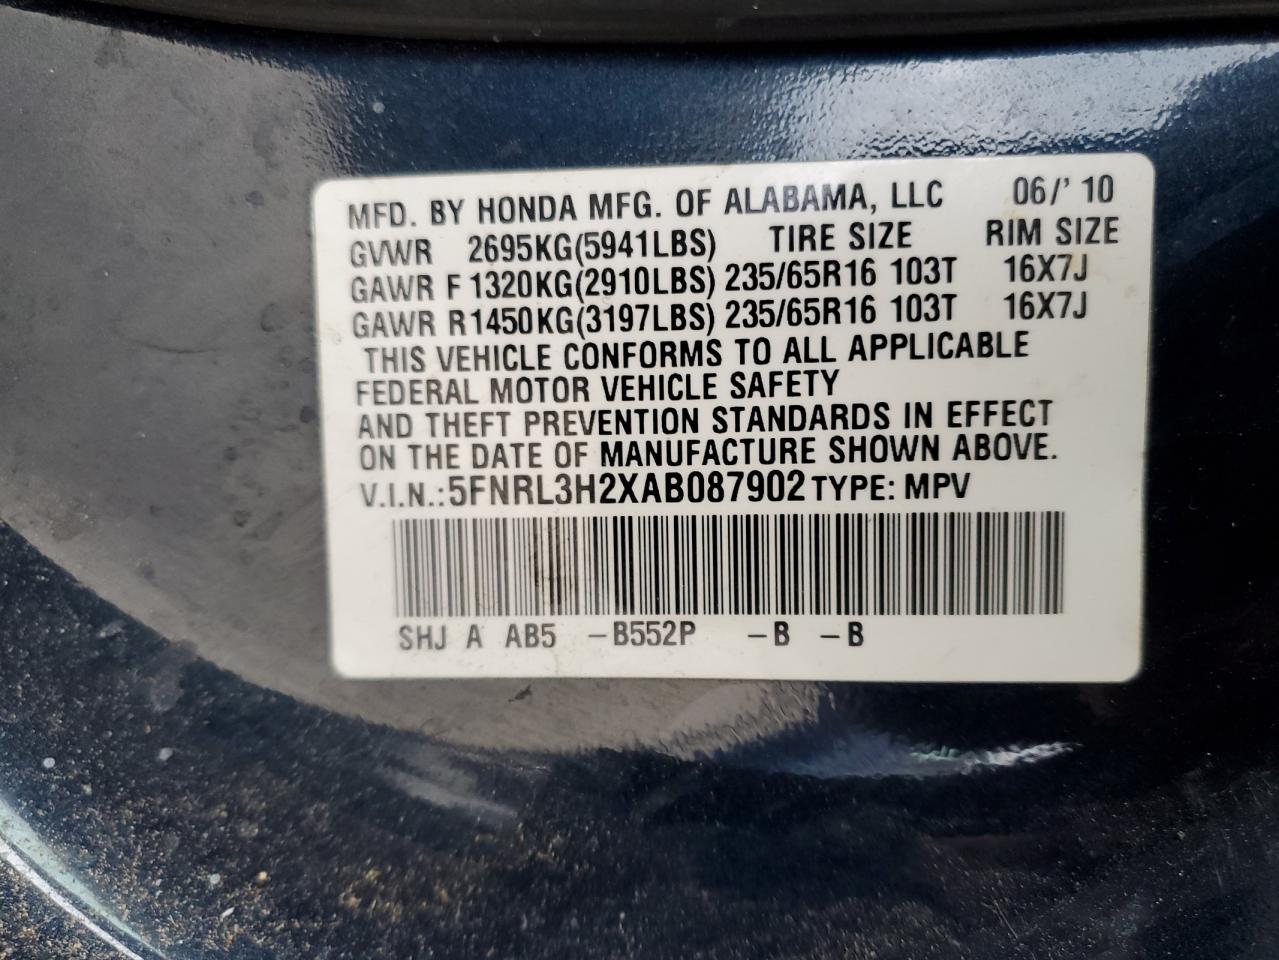 MFD. BY HONDA MFG. OF ALABAMA, LLC 06/'10
GVWR 2695KG(5941LBS) TIRE SIZE RIM SIZE
GAWR F 1320KG(2910LBS) 235/65R16 103T 16X7J
GAWR R1450KG(3197LBS) 235/65R16 103T 16X7J
THIS VEHICLE CONFORMS TO ALL APPLICABLE
FEDERAL MOTOR VEHICLE SAFETY
AND THEFT PREVENTION STANDARDS IN EFFECT
ON THE DATE OF MANUFACTURE SHOWN ABOVE.
V.I.N.:5FNRL3H2XAB087902 TYPE: MPV
SHJ A AB5 -B552P -B -B